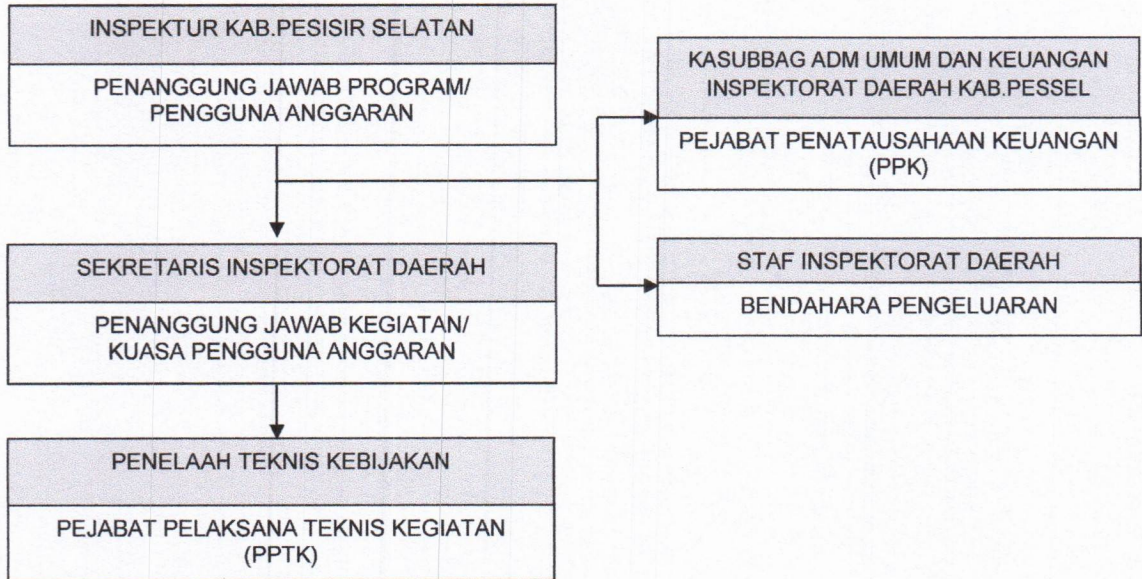 INSPEKTUR KAB.PESISIR SELATAN
PENANGGUNG JAWAB PROGRAM/
PENGGUNA ANGGARAN
KASUBBAG ADM UMUM DAN KEUANGAN
INSPEKTORAT DAERAH KAB.PESSEL
PEJABAT PENATAUSAHAAN KEUANGAN
(PPK)
SEKRETARIS INSPEKTORAT DAERAH
PENANGGUNG JAWAB KEGIATAN/
KUASA PENGGUNA ANGGARAN
STAF INSPEKTORAT DAERAH
BENDAHARA PENGELUARAN
PENELAAH TEKNIS KEBIJAKAN
PEJABAT PELAKSANA TEKNIS KEGIATAN
(PPTK)